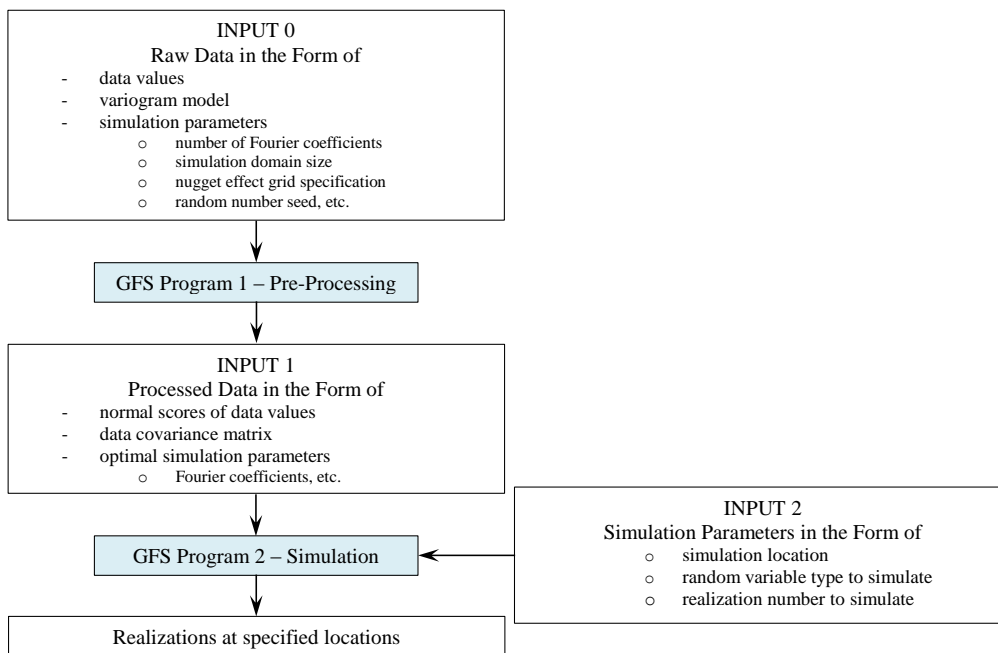 INPUT 0
Raw Data in the Form of
- data values
- variogram model
- simulation parameters
o number of Fourier coefficients
o simulation domain size
o nugget effect grid specification
o random number seed, etc.
GFS Program 1 – Pre-Processing
INPUT 1
Processed Data in the Form of
- normal scores of data values
- data covariance matrix
- optimal simulation parameters
o Fourier coefficients, etc.
INPUT 2
Simulation Parameters in the Form of
o simulation location
o random variable type to simulate
o realization number to simulate
GFS Program 2 – Simulation
Realizations at specified locations